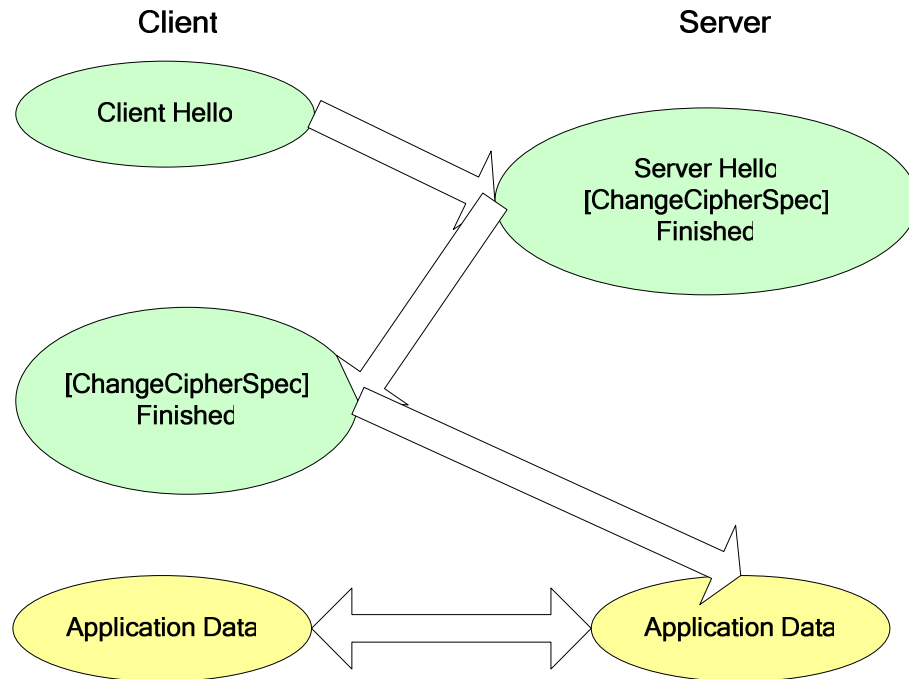 Client
Server
Client Hello
Server Hello
[ChangeCipherSpec]
Finished
[ChangeCipherSpec]
Finished
Application Data
Application Data